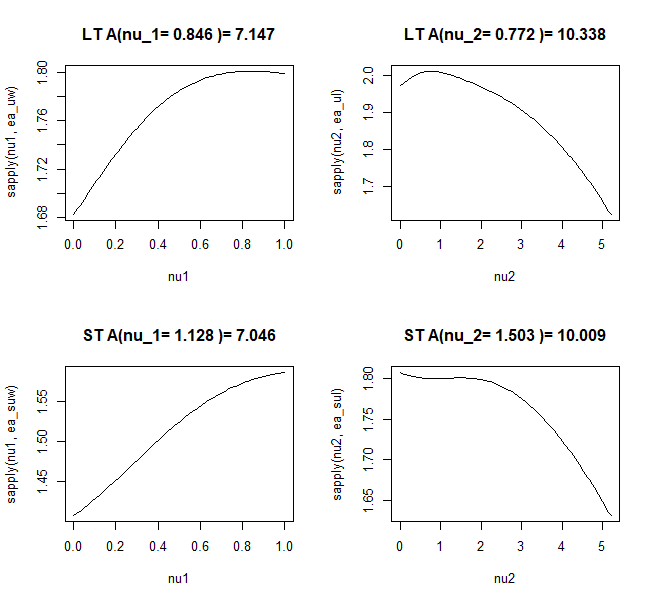 LT A(nu_1= 0.846 )= 7.147
sapply(nu1, ea_uw)
1.80
1.76
1.72
1.68
0.0 0.2 0.4 0.6 0.8 1.0
nu1
LT A(nu_2= 0.772 )= 10.338
sapply(nu2, ea_ul)
2.0
1.9
1.8
1.7
0 1 2 3 4 5
nu2
ST A(nu_1= 1.128 )= 7.046
sapply(nu1, ea_suw)
1.55
1.50
1.45
0.0 0.2 0.4 0.6 0.8 1.0
nu1
ST A(nu_2= 1.503 )= 10.009
sapply(nu2, ea_sul)
1.80
1.75
1.70
1.65
0 1 2 3 4 5
nu2